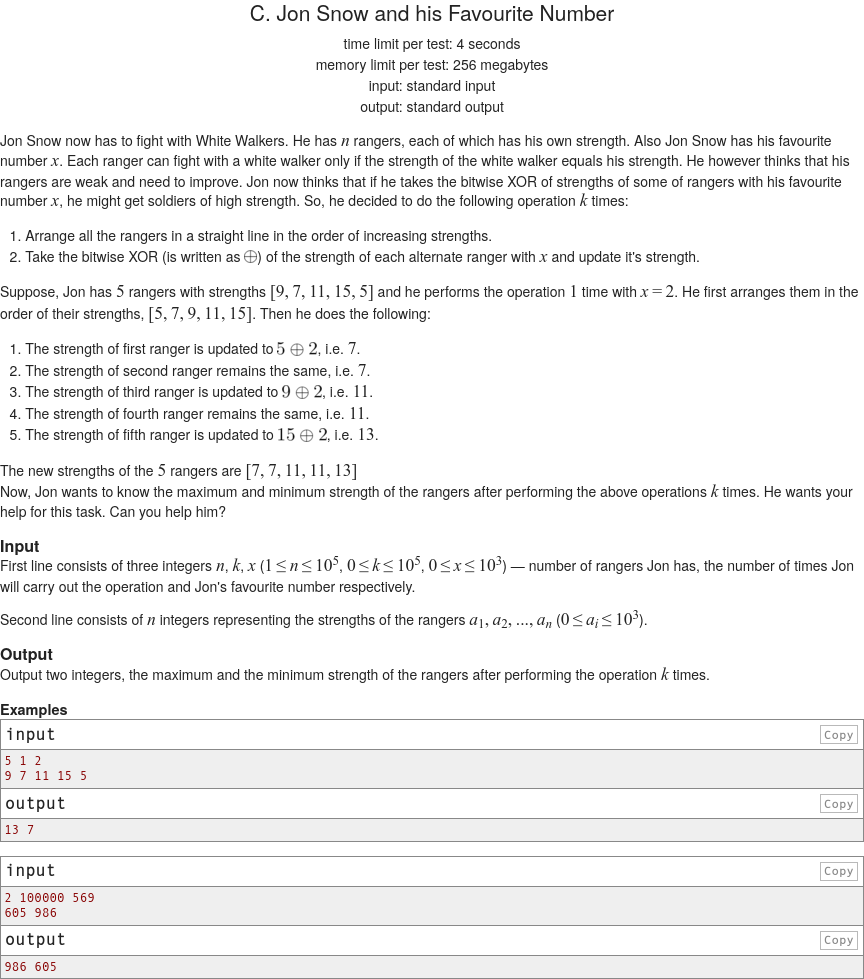 C. Jon Snow and his Favourite Number
time limit per test: 4 seconds
memory limit per test: 256 megabytes
input: standard input
output: standard output
Jon Snow now has to fight with White Walkers. He has n rangers, each of which has his own strength. Also Jon Snow has his favourite
number x. Each ranger can fight with a white walker only if the strength of the white walker equals his strength. He however thinks that his
rangers are weak and need to improve. Jon now thinks that if he takes the bitwise XOR of strengths of some of rangers with his favourite
number x, he might get soldiers of high strength. So, he decided to do the following operation k times:
1. Arrange all the rangers in a straight line in the order of increasing strengths.
2. Take the bitwise XOR (is written as ⊕) of the strength of each alternate ranger with x and update it's strength.
Suppose, Jon has 5 rangers with strengths [9, 7, 11, 15, 5] and he performs the operation 1 time with x = 2. He first arranges them in the
order of their strengths, [5, 7, 9, 11, 15]. Then he does the following:
1. The strength of first ranger is updated to 5 ⊕ 2, i.e. 7.
2. The strength of second ranger remains the same, i.e. 7.
3. The strength of third ranger is updated to 9 ⊕ 2, i.e. 11.
4. The strength of fourth ranger remains the same, i.e. 11.
5. The strength of fifth ranger is updated to 15 ⊕ 2, i.e. 13.
The new strengths of the 5 rangers are [7, 7, 11, 11, 13]
Now, Jon wants to know the maximum and minimum strength of the rangers after performing the above operations k times. He wants your
help for this task. Can you help him?
Input
First line consists of three integers n, k, x (1 ≤ n ≤ 10^5, 0 ≤ k ≤ 10^5, 0 ≤ x ≤ 10^3) — number of rangers Jon has, the number of times Jon
will carry out the operation and Jon's favourite number respectively.
Second line consists of n integers representing the strengths of the rangers a_1, a_2, ..., a_n (0 ≤ a_i ≤ 10^3).
Output
Output two integers, the maximum and the minimum strength of the rangers after performing the operation k times.
Examples
input Copy
5 1 2
9 7 11 15 5
output Copy
13 7
input Copy
2 100000 569
605 986
output Copy
986 605